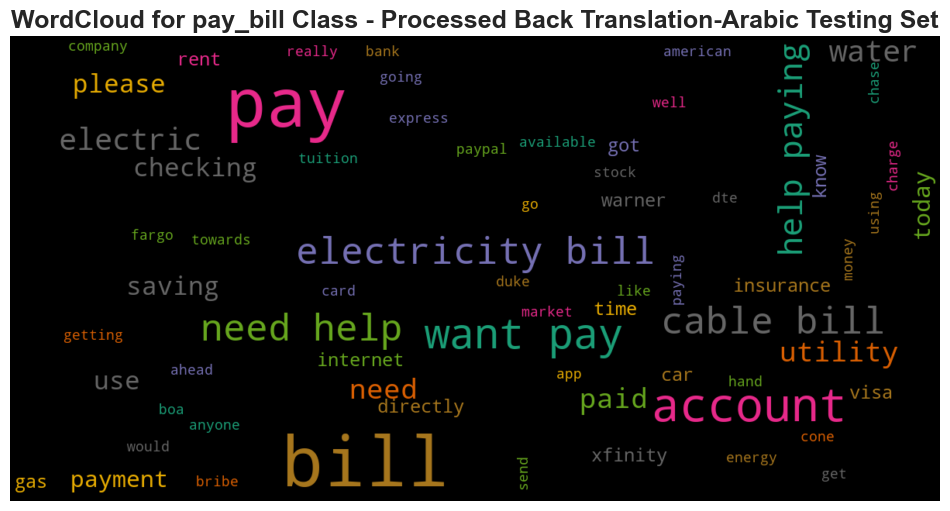 WordCloud for pay_bill Class - Processed Back Translation-Arabic Testing Set
company
really
bank
american
water
rent
going
please
chase
help paying
pay
well
express
electric
available
got
paypal
checking
tuition
know
charge
stock
today
warner
dte
go
using
fargo
towards
electricity bill
money
paying
duke
saving
card
like
insurance
market
time
need help
want pay
cable bill
getting
internet
utility
ahead
app
car
hand
use
need
directly
paid
account
visa
boa
anyone
bill
cone
would
xfinity
energy
send
get
gas
payment
bribe